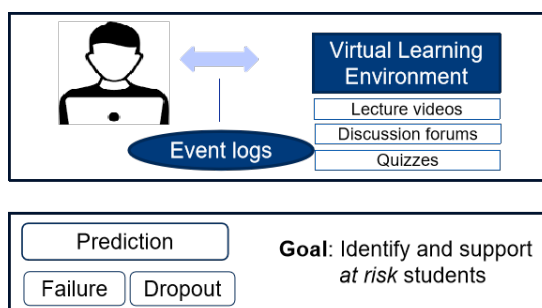 Virtual Learning
Environment
Lecture videos
Discussion forums
Quizzes
Event logs
Prediction
Failure
Dropout
Goal: Identify and support
at risk students